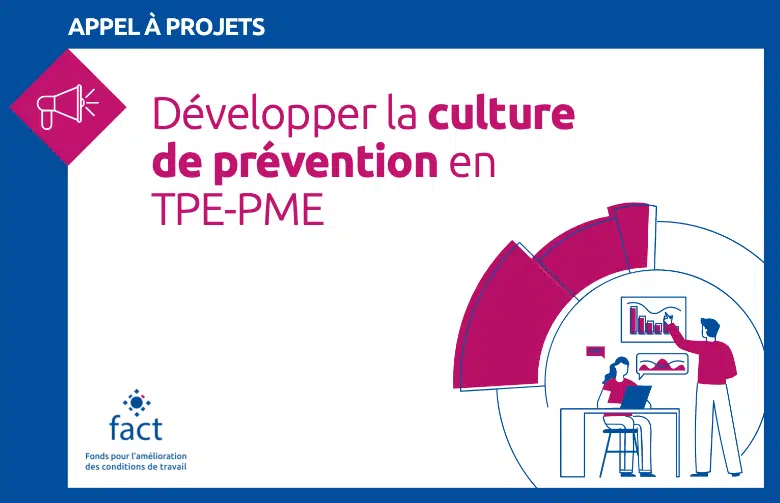 APPEL À PROJETS
Développer la culture
de prévention en
TPE-PME
fact
Fonds pour l'amélioration
des conditions de travail